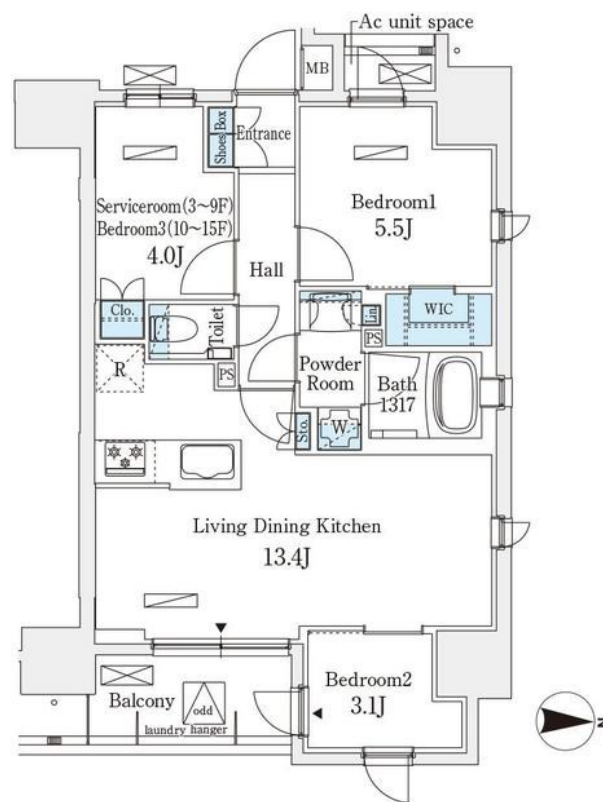 Ac unit space
MB
Shoes Box
Entrance
Serviceroom(3~9F)
Bedroom3(10~15F)
4.0J
Bedroom1
5.5J
Hall
Clo.
Toilet
Lin.
WIC
PS
R
PS
Powder
Room
Bath
1317
Sto.
W
Living Dining Kitchen
13.4J
Balcony
odd
laundry hanger
Bedroom2
3.1J
N